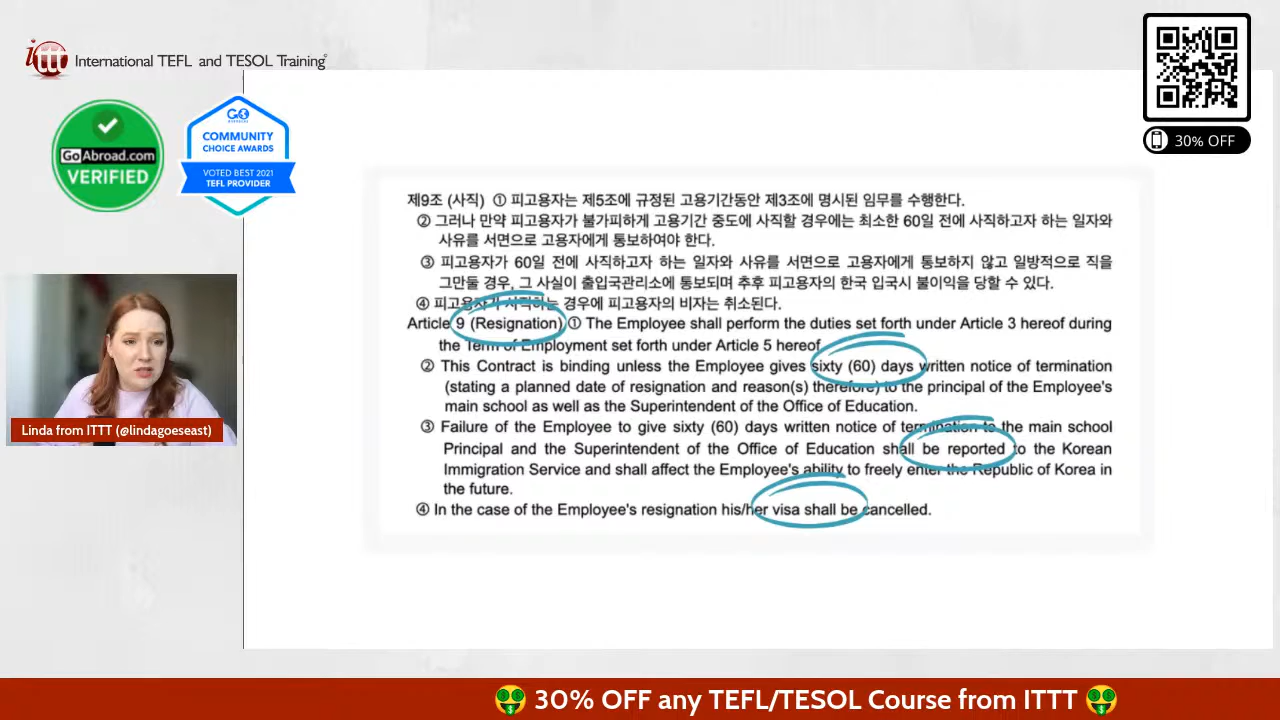 ittt International TEFL and TESOL Training
GoAbroad.com
VERIFIED
GO
COMMUNITY
CHOICE AWARDS
VOTED BEST 2021
TEFL PROVIDER
30% OFF
제9조 (사직) ① 피고용자는 제5조에 규정된 고용기간동안 제3조에 명시된 임무를 수행한다.
② 그러나 만약 피고용자가 불가피하게 고용기간 중도에 사직할 경우에는 최소한 60일 전에 사직하고자 하는 일자와
사유를 서면으로 고용자에게 통보하여야 한다.
③ 피고용자가 60일 전에 사직하고자 하는 일자와 사유를 서면으로 고용자에게 통보하지 않고 일방적으로 직을
그만둘 경우, 그 사실이 출입국관리소에 통보되며 추후 피고용자의 한국 입국시 불이익을 당할 수 있다.
④ 피고용자가 사직하는 경우에 피고용자의 비자는 취소된다.
Article 9 (Resignation) ① The Employee shall perform the duties set forth under Article 3 hereof during
the Term of Employment set forth under Article 5 hereof.
② This Contract is binding unless the Employee gives sixty (60) days written notice of termination
(stating a planned date of resignation and reason(s) therefore) to the principal of the Employee's
main school as well as the Superintendent of the Office of Education.
③ Failure of the Employee to give sixty (60) days written notice of termination to the main school
Principal and the Superintendent of the Office of Education shall be reported to the Korean
Immigration Service and shall affect the Employee's ability to freely enter the Republic of Korea in
the future.
④ In the case of the Employee's resignation his/her visa shall be cancelled.
Linda from ITTT (@lindagoeseast)
30% OFF any TEFL/TESOL Course from ITTT